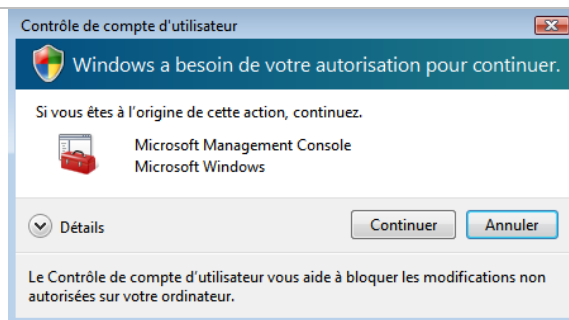 Contrôle de compte d'utilisateur
Windows a besoin de votre autorisation pour continuer.
Si vous êtes à l'origine de cette action, continuez.
Microsoft Management Console
Microsoft Windows
Détails
Continuer
Annuler
Le Contrôle de compte d'utilisateur vous aide à bloquer les modifications non
autorisées sur votre ordinateur.